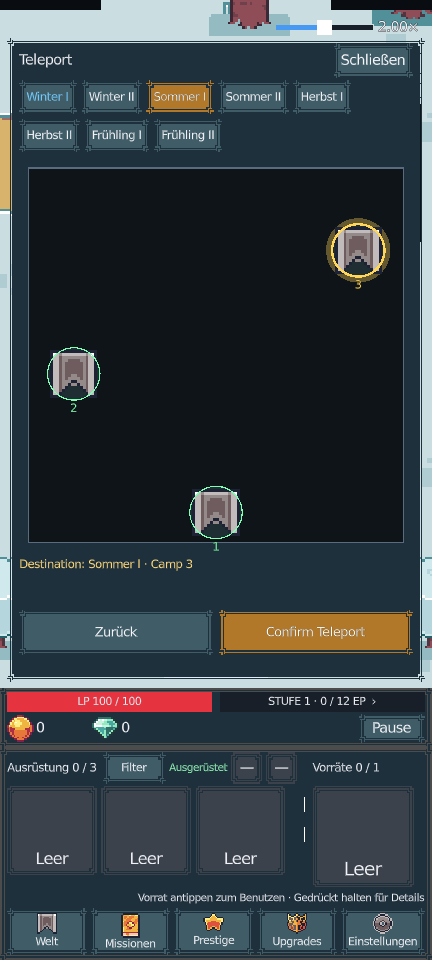 2.00×
Teleport
Schließen
Winter I
Winter II
Sommer I
Sommer II
Herbst I
Herbst II
Frühling I
Frühling II
3
2
1
Destination: Sommer I · Camp 3
Zurück
Confirm Teleport
LP 100 / 100
STUFE 1 · 0 / 12 EP ›
0
0
Pause
Ausrüstung 0 / 3
Filter
Ausgerüstet
—
—
Vorräte 0 / 1
Leer
Leer
Leer
Leer
Vorrat antippen zum Benutzen · Gedrückt halten für Details
Welt
Missionen
Prestige
Upgrades
Einstellungen